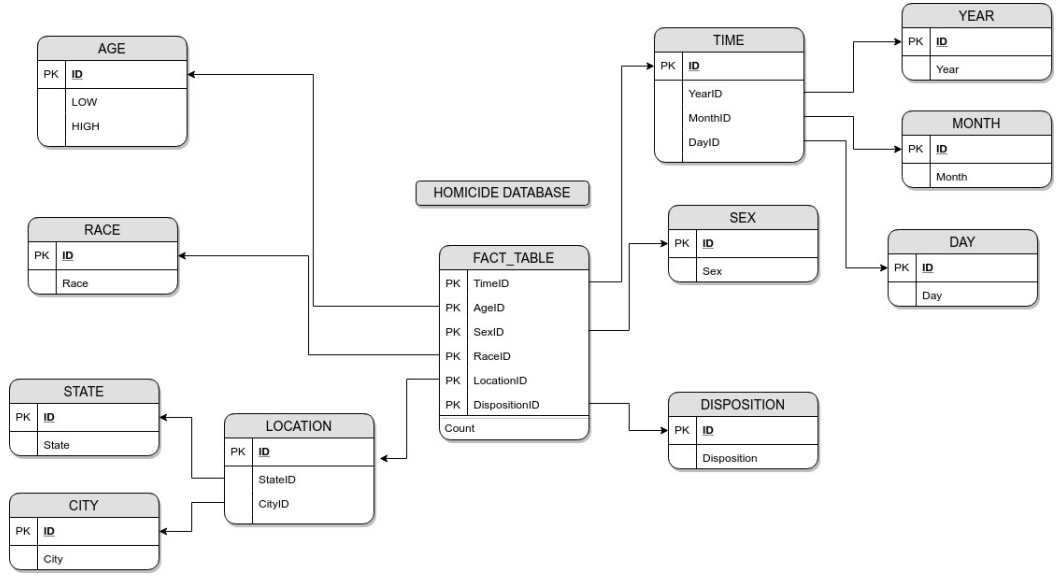 AGE
PK ID
LOW
HIGH
RACE
PK ID
Race
STATE
PK ID
State
CITY
PK ID
City
LOCATION
PK ID
StateID
CityID
HOMICIDE DATABASE
FACT_TABLE
PK TimeID
PK AgeID
PK SexID
PK RaceID
PK LocationID
PK DispositionID
Count
TIME
PK ID
YearID
MonthID
DayID
SEX
PK ID
Sex
DISPOSITION
PK ID
Disposition
YEAR
PK ID
Year
MONTH
PK ID
Month
DAY
PK ID
Day